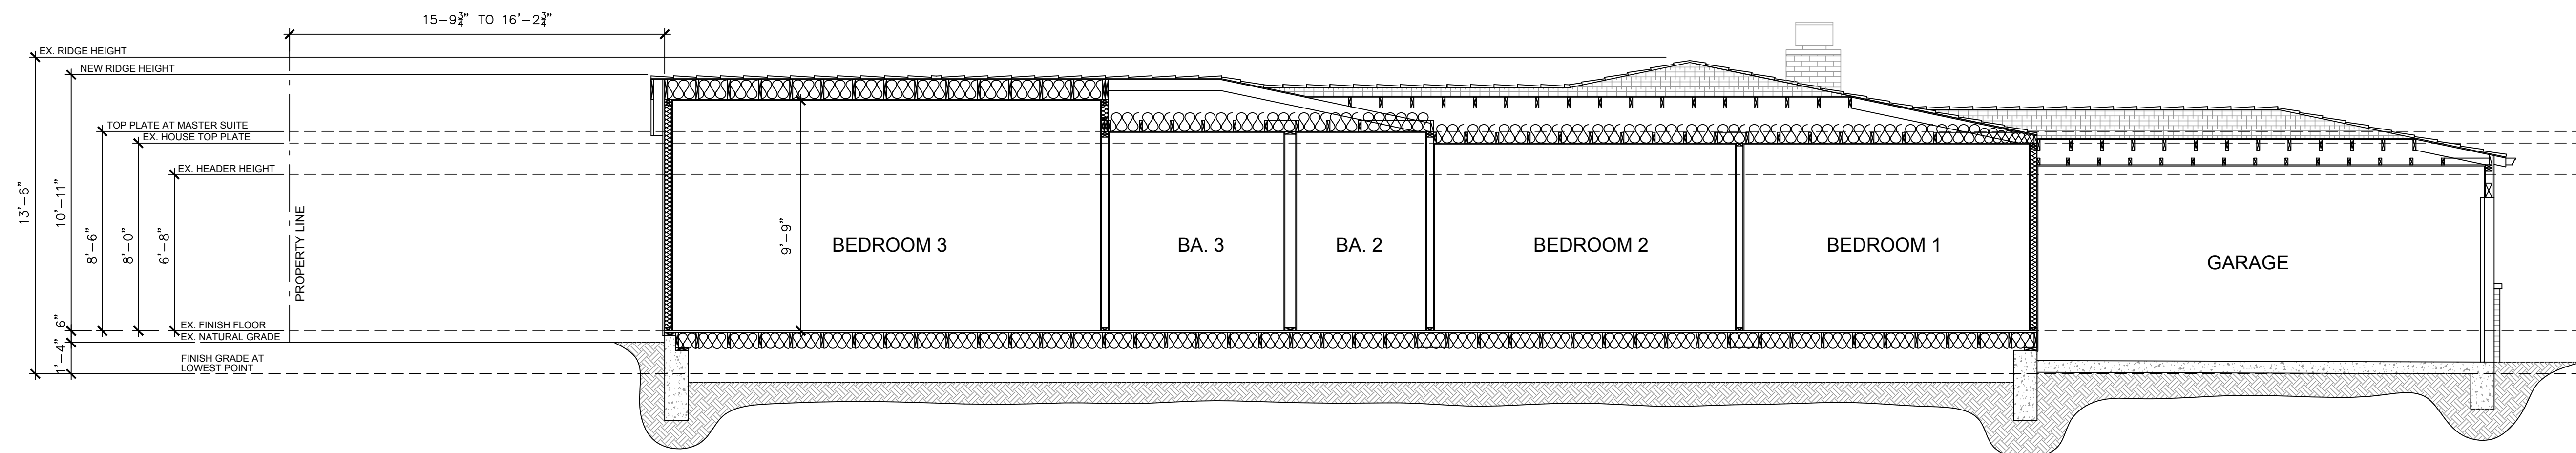 15-9¾" TO 16'-2¾"
EX. RIDGE HEIGHT
NEW RIDGE HEIGHT
TOP PLATE AT MASTER SUITE
EX. HOUSE TOP PLATE
EX. HEADER HEIGHT
13'-6"
10'-11"
8'-6"
8'-0"
6'-8"
PROPERTY LINE
9'-9"
BEDROOM 3
BA. 3
BA. 2
BEDROOM 2
BEDROOM 1
GARAGE
6"
EX. FINISH FLOOR
EX. NATURAL GRADE
1'-4"
FINISH GRADE AT
LOWEST POINT